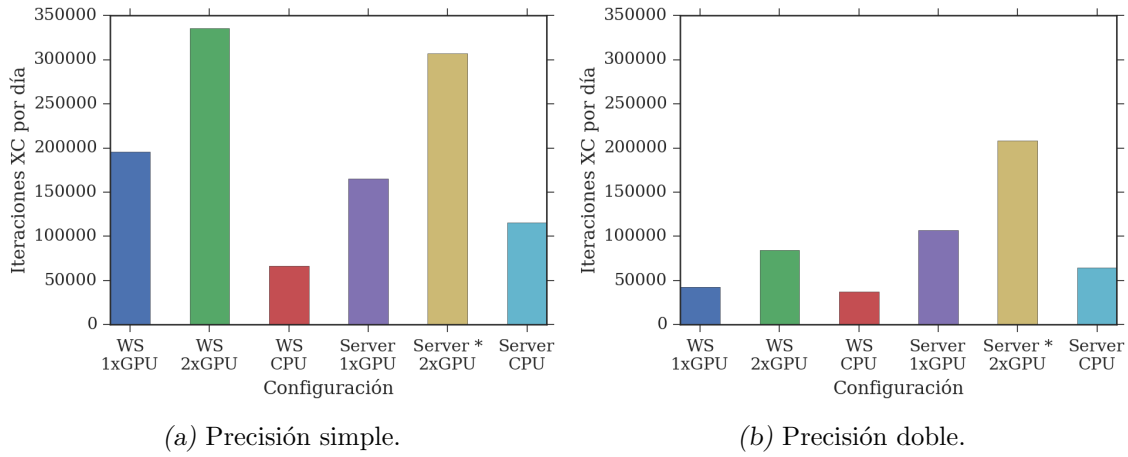 Iteraciones XC por día
350000
300000
250000
200000
150000
100000
50000
0
WS 1xGPU
WS 2xGPU
WS CPU
Server 1xGPU
Server * 2xGPU
Server CPU
Configuración
(a) Precisión simple.
Iteraciones XC por día
350000
300000
250000
200000
150000
100000
50000
0
WS 1xGPU
WS 2xGPU
WS CPU
Server 1xGPU
Server * 2xGPU
Server CPU
Configuración
(b) Precisión doble.